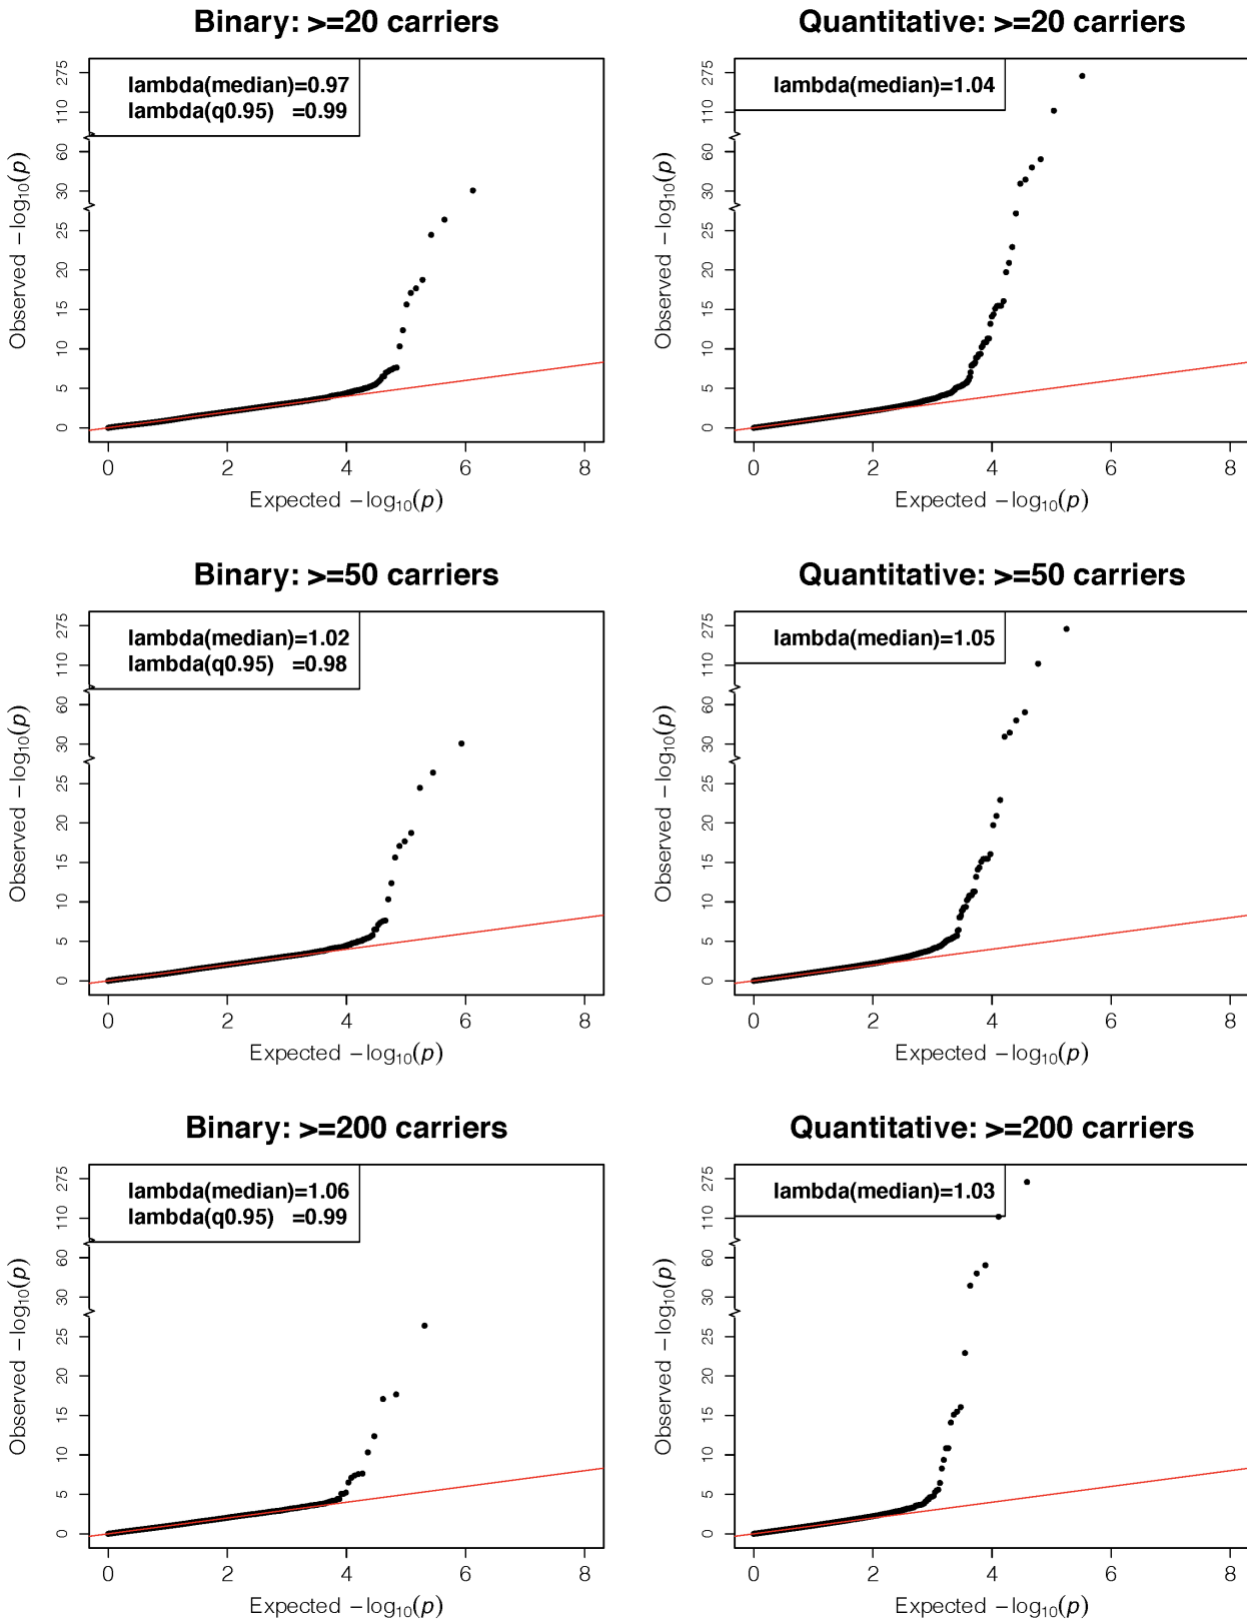 Binary: >=20 carriers
lambda(median)=0.97
lambda(q0.95) =0.99
Observed −log10(p)
275
110
60
30
25
20
15
10
5
0
0 2 4 6 8
Expected −log10(p)
Quantitative: >=20 carriers
lambda(median)=1.04
Observed −log10(p)
275
110
60
30
25
20
15
10
5
0
0 2 4 6 8
Expected −log10(p)
Binary: >=50 carriers
lambda(median)=1.02
lambda(q0.95) =0.98
Observed −log10(p)
275
110
60
30
25
20
15
10
5
0
0 2 4 6 8
Expected −log10(p)
Quantitative: >=50 carriers
lambda(median)=1.05
Observed −log10(p)
275
110
60
30
25
20
15
10
5
0
0 2 4 6 8
Expected −log10(p)
Binary: >=200 carriers
lambda(median)=1.06
lambda(q0.95) =0.99
Observed −log10(p)
275
110
60
30
25
20
15
10
5
0
0 2 4 6 8
Expected −log10(p)
Quantitative: >=200 carriers
lambda(median)=1.03
Observed −log10(p)
275
110
60
30
25
20
15
10
5
0
0 2 4 6 8
Expected −log10(p)